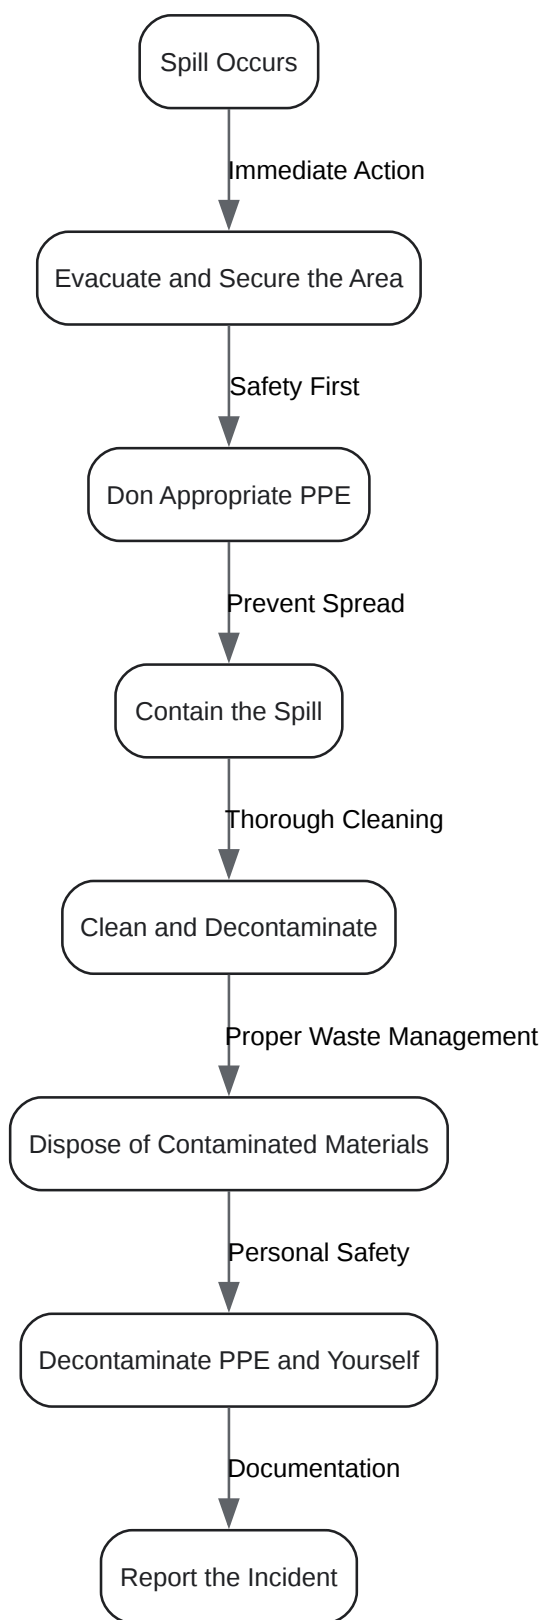 Spill Occurs
Immediate Action
Evacuate and Secure the Area
Safety First
Don Appropriate PPE
Prevent Spread
Contain the Spill
Thorough Cleaning
Clean and Decontaminate
Proper Waste Management
Dispose of Contaminated Materials
Personal Safety
Decontaminate PPE and Yourself
Documentation
Report the Incident